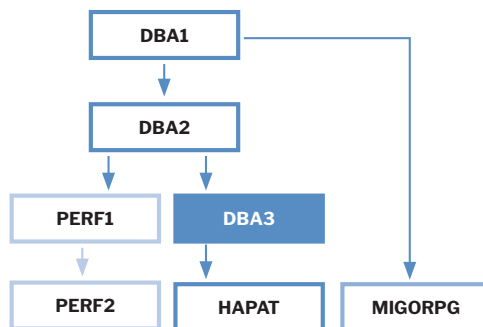 DBA1
DBA2
PERF1
DBA3
PERF2
HAPAT
MIGORPG